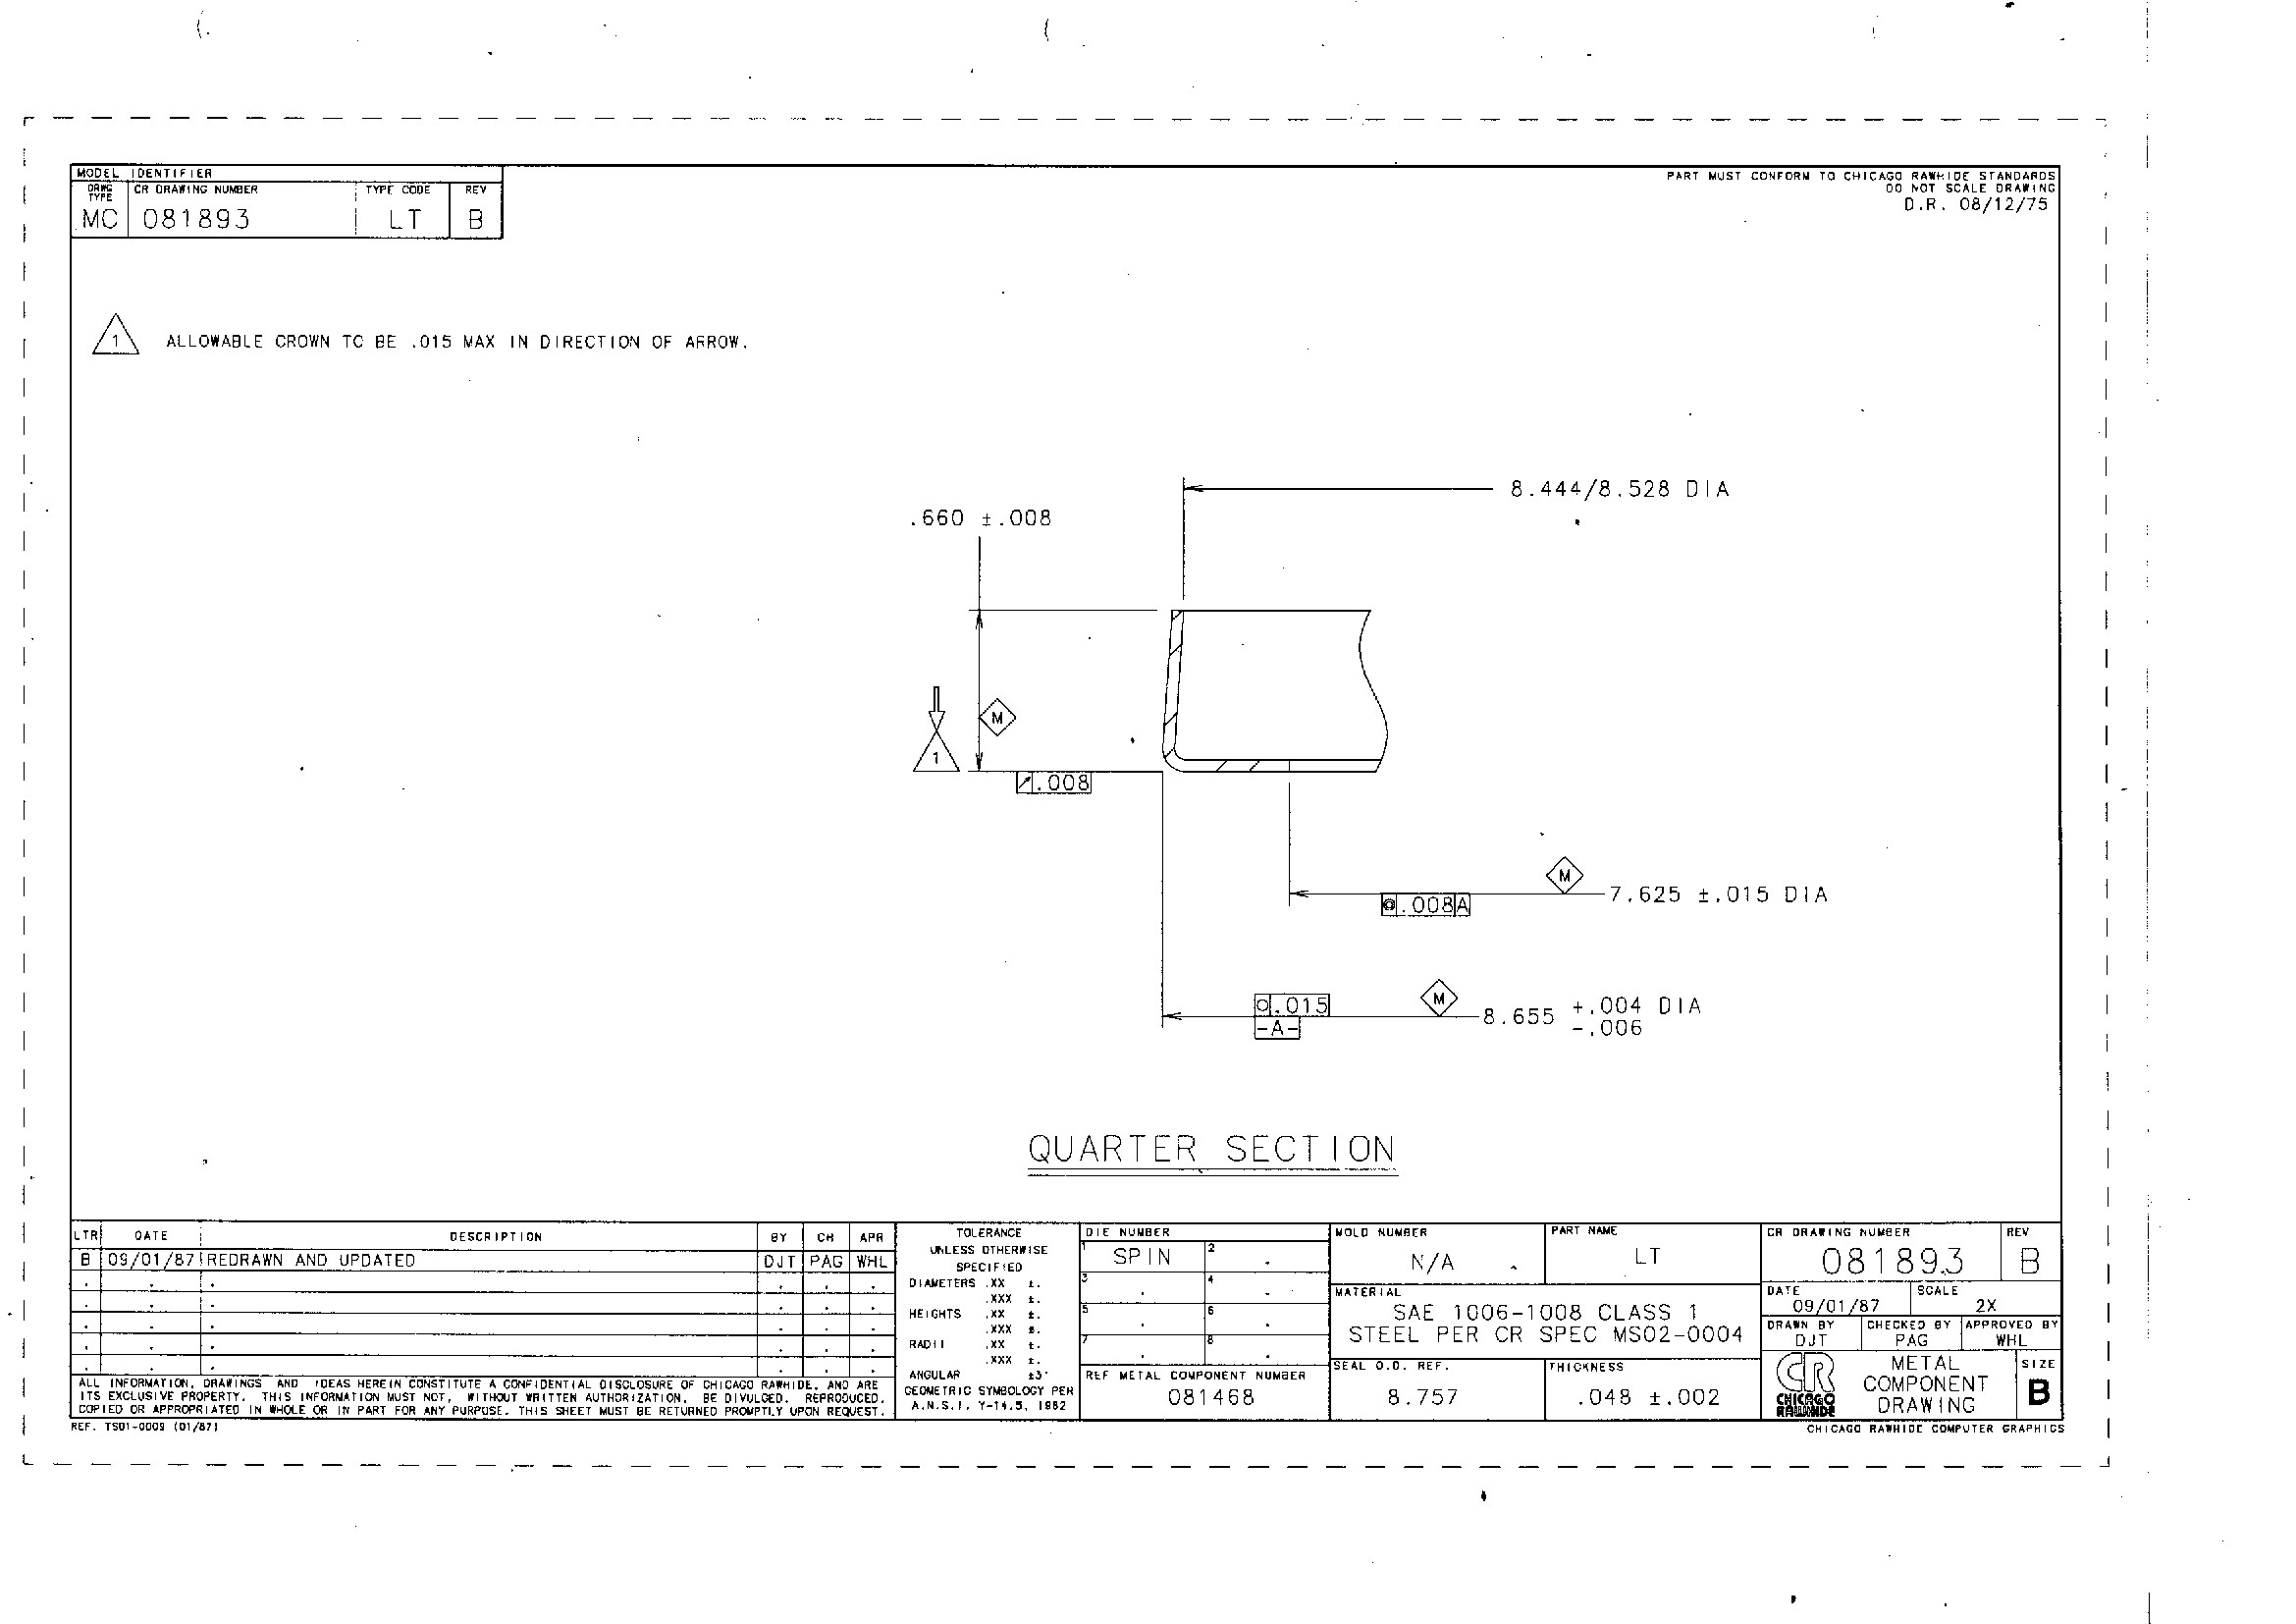 MODEL IDENTIFIER
DRWG TYPE CR DRAWING NUMBER TYPE CODE REV
MC 081893 LT B
PART MUST CONFORM TO CHICAGO RAWHIDE STANDARDS
DO NOT SCALE DRAWING
D.R. 08/12/75
1 ALLOWABLE CROWN TO BE .015 MAX IN DIRECTION OF ARROW.
8.444/8.528 DIA
.660 ±.008
M
1
.008
M
7.625 ±.015 DIA
.008 A
.015
M
8.655 +.004 DIA
-.006
-A-
QUARTER SECTION
LTR DATE DESCRIPTION BY CH APR
B 09/01/87 REDRAWN AND UPDATED DJT PAG WHL
ALL INFORMATION, DRAWINGS AND IDEAS HEREIN CONSTITUTE A CONFIDENTIAL DISCLOSURE OF CHICAGO RAWHIDE, AND ARE
ITS EXCLUSIVE PROPERTY. THIS INFORMATION MUST NOT, WITHOUT WRITTEN AUTHORIZATION, BE DIVULGED, REPRODUCED,
COPIED OR APPROPRIATED IN WHOLE OR IN PART FOR ANY PURPOSE. THIS SHEET MUST BE RETURNED PROMPTLY UPON REQUEST.
REF. TS01-0009 (01/87)
TOLERANCE
UNLESS OTHERWISE
SPECIFIED
DIAMETERS .XX ±.
.XXX ±.
HEIGHTS .XX ±.
.XXX ±.
RADII .XX ±.
.XXX ±.
ANGULAR ±3°
GEOMETRIC SYMBOLOGY PER
A.N.S.I. Y-14.5, 1982
DIE NUMBER
1 SPIN 2
3 4
5 6
7 8
REF METAL COMPONENT NUMBER
081468
MOLD NUMBER
N/A
PART NAME
LT
MATERIAL
SAE 1006-1008 CLASS 1
STEEL PER CR SPEC MS02-0004
SEAL O.D. REF.
8.757
THICKNESS
.048 ±.002
CR DRAWING NUMBER REV
081893 B
DATE SCALE
09/01/87 2X
DRAWN BY CHECKED BY APPROVED BY
DJT PAG WHL
CR
CHICAGO
RAWHIDE
METAL
COMPONENT
DRAWING
SIZE
B
CHICAGO RAWHIDE COMPUTER GRAPHICS